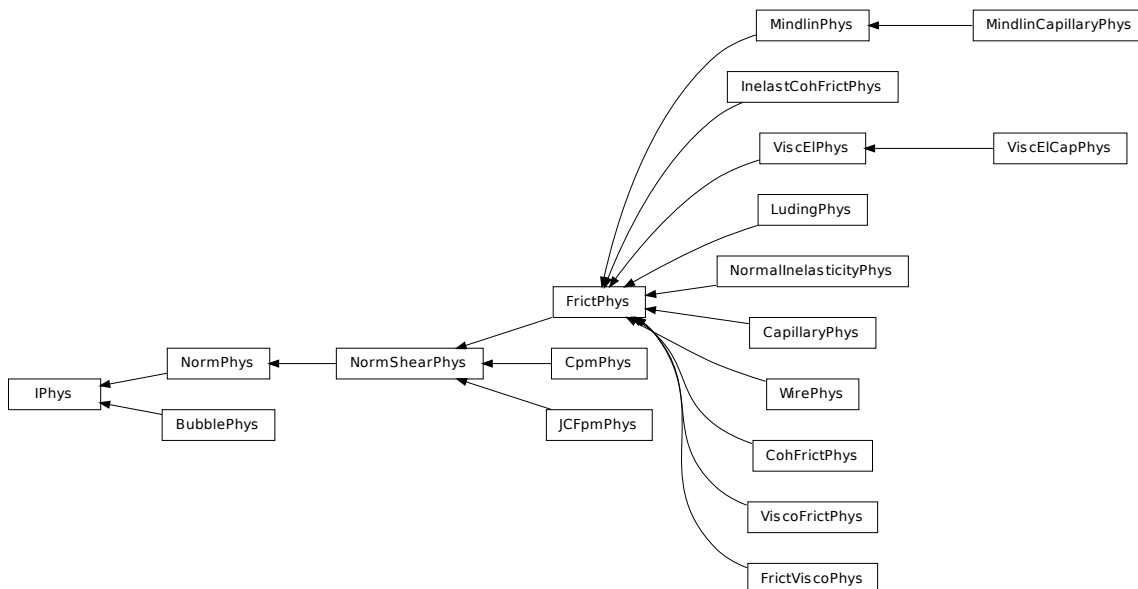 MindlinPhys
MindlinCapillaryPhys
InelastCohFrictPhys
ViscElPhys
ViscElCapPhys
LudingPhys
NormalInelasticityPhys
FrictPhys
CapillaryPhys
NormPhys
NormShearPhys
CpmPhys
IPhys
WirePhys
BubblePhys
JCFpmPhys
CohFrictPhys
ViscoFrictPhys
FrictViscoPhys